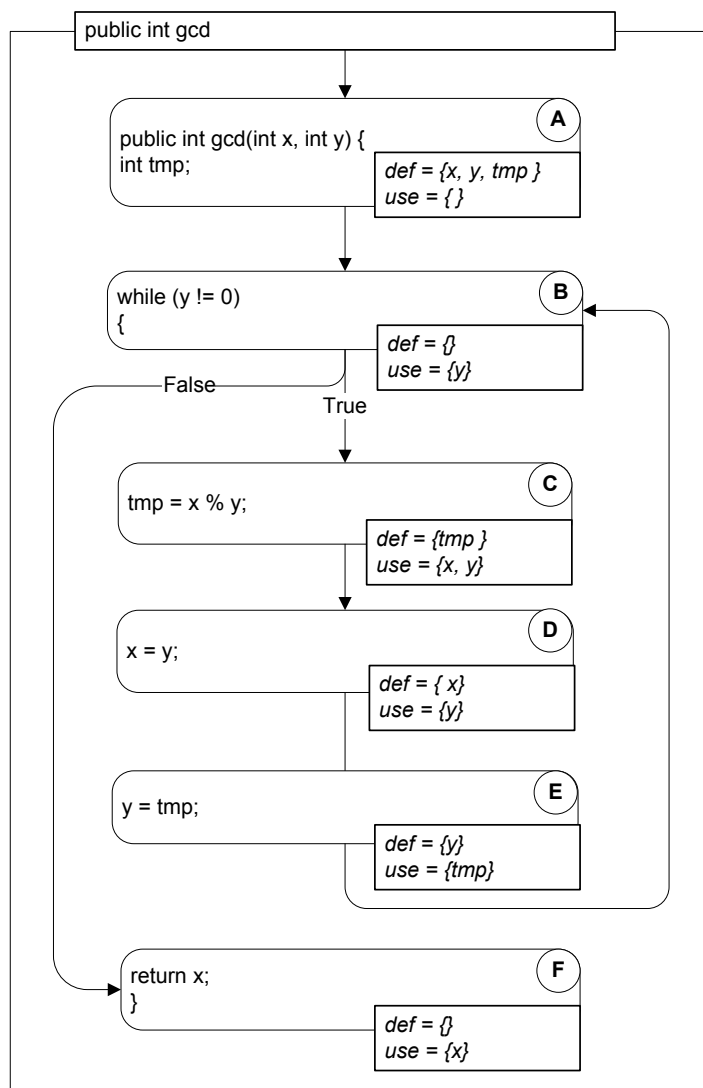 public int gcd
A
public int gcd(int x, int y) {
int tmp;
def = {x, y, tmp }
use = { }
B
while (y != 0)
{
def = {}
use = {y}
False
True
C
tmp = x % y;
def = {tmp }
use = {x, y}
D
x = y;
def = { x}
use = {y}
E
y = tmp;
def = {y}
use = {tmp}
F
return x;
}
def = {}
use = {x}